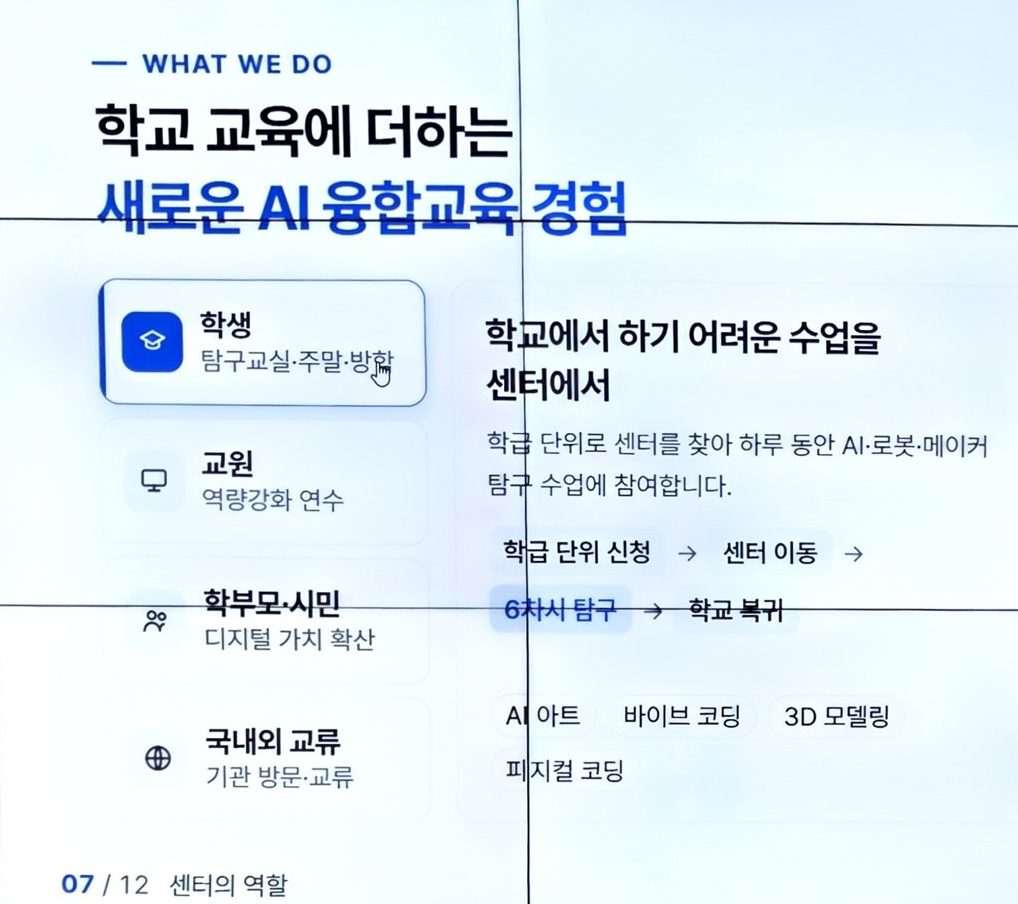 WHAT WE DO
학교 교육에 더하는
새로운 AI 융합교육 경험
학생
탐구교실·주말·방학
교원
역량강화 연수
학부모·시민
디지털 가치 확산
국내외 교류
기관 방문·교류
학교에서 하기 어려운 수업을
센터에서
학급 단위로 센터를 찾아 하루 동안 AI·로봇·메이커
탐구 수업에 참여합니다.
학급 단위 신청 → 센터 이동 →
6차시 탐구 → 학교 복귀
AI 아트 바이브 코딩 3D 모델링
피지컬 코딩
07 / 12 센터의 역할